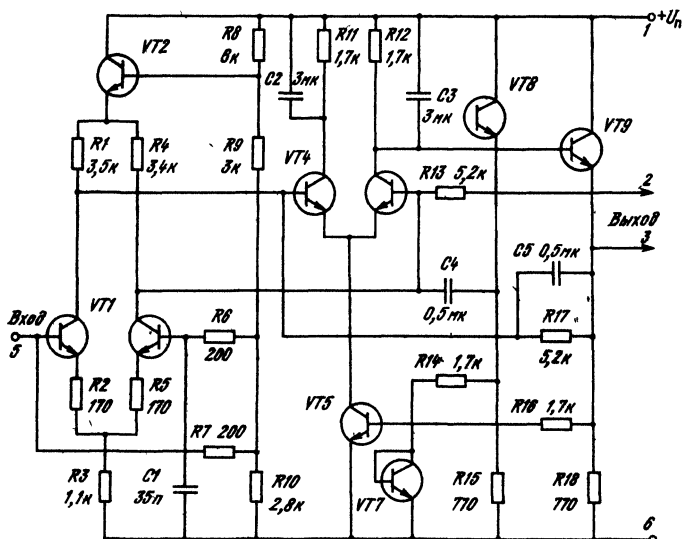 VT2
R8
8к
C2
3мк
R11
1,7к
R12
1,7к
C3
3мк
VT8
VT9
+Uп
1
R1
3,5к
R4
3,4к
R9
3к
VT4
R13 5,2к
2
Выход
3
C5 0,5мк
C4
0,5мк
Вход
5
VT1
R6
200
R17
5,2к
R2
170
R5
170
R14 1,7к
VT5
R16 1,7к
R7 200
R3
1,1к
C1
35п
R10
2,8к
VT7
R15
770
R18
770
6